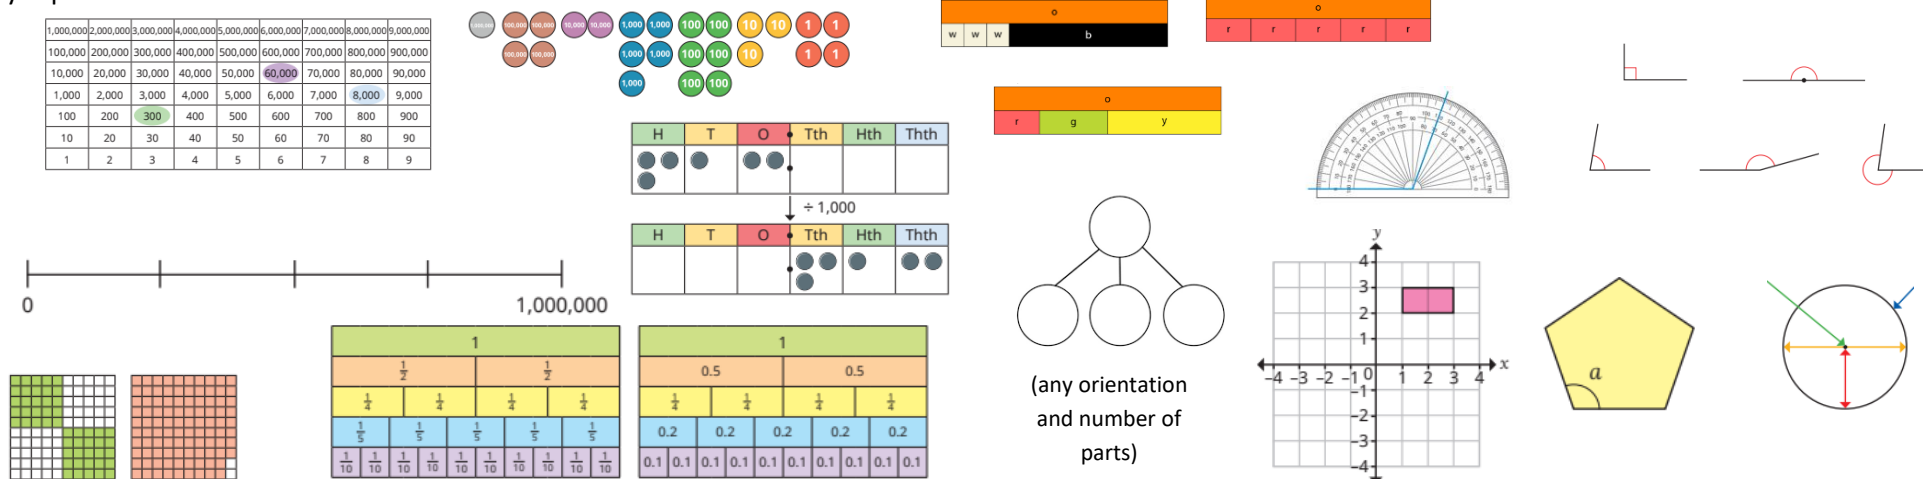 1,000,000 2,000,000 3,000,000 4,000,000 5,000,000 6,000,000 7,000,000 8,000,000 9,000,000
100,000 200,000 300,000 400,000 500,000 600,000 700,000 800,000 900,000
10,000 20,000 30,000 40,000 50,000 60,000 70,000 80,000 90,000
1,000 2,000 3,000 4,000 5,000 6,000 7,000 8,000 9,000
100 200 300 400 500 600 700 800 900
10 20 30 40 50 60 70 80 90
1 2 3 4 5 6 7 8 9
1,000,000 100,000 100,000 10,000 10,000 1,000 1,000 100 100 10 10 1 1
100,000 100,000 1,000 1,000 100 100 10 1 1
1,000 100 100
H T O Tth Hth Thth
÷ 1,000
H T O Tth Hth Thth
0 1,000,000
1
1/2 1/2
1/4 1/4 1/4 1/4
1/5 1/5 1/5 1/5 1/5
1/10 1/10 1/10 1/10 1/10 1/10 1/10 1/10 1/10 1/10
1
0.5 0.5
1/4 1/4 1/4 1/4
0.2 0.2 0.2 0.2 0.2
0.1 0.1 0.1 0.1 0.1 0.1 0.1 0.1 0.1 0.1
o
w w w b
o
r r r r r
o
r g y
(any orientation
and number of
parts)
y
4
3
2
1
-4 -3 -2 -1 0 1 2 3 4 x
-1
-2
-3
-4
a